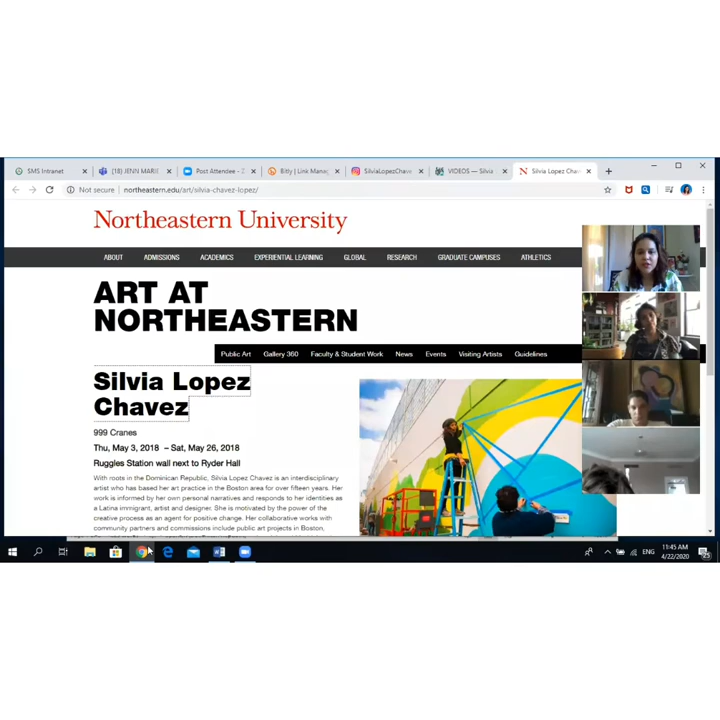 SMS Intranet
(18) JENN MARIE
Post Attendee - Z
Bitly | Link Mana
SilviaLopezChav
VIDEOS — Silvia
Silvia Lopez Chav
Not secure | northeastern.edu/art/silvia-chavez-lopez/
Northeastern University
ABOUT ADMISSIONS ACADEMICS EXPERIENTIAL LEARNING GLOBAL RESEARCH GRADUATE CAMPUSES ATHLETICS
ART AT
NORTHEASTERN
Public Art Gallery 360 Faculty & Student Work News Events Visiting Artists Guidelines
Silvia Lopez
Chavez
999 Cranes
Thu, May 3, 2018 – Sat, May 26, 2018
Ruggles Station wall next to Ryder Hall
With roots in the Dominican Republic, Silvia Lopez Chavez is an interdisciplinary
artist who has based her art practice in the Boston area for over fifteen years. Her
work is informed by her own personal narratives and responds to her identities as
a Latina immigrant, artist and designer. She is motivated by the power of the
creative process as an agent for positive change. Her collaborative works with
community partners and commissions include public art projects in Boston,
ENG
11:45 AM
4/22/2020